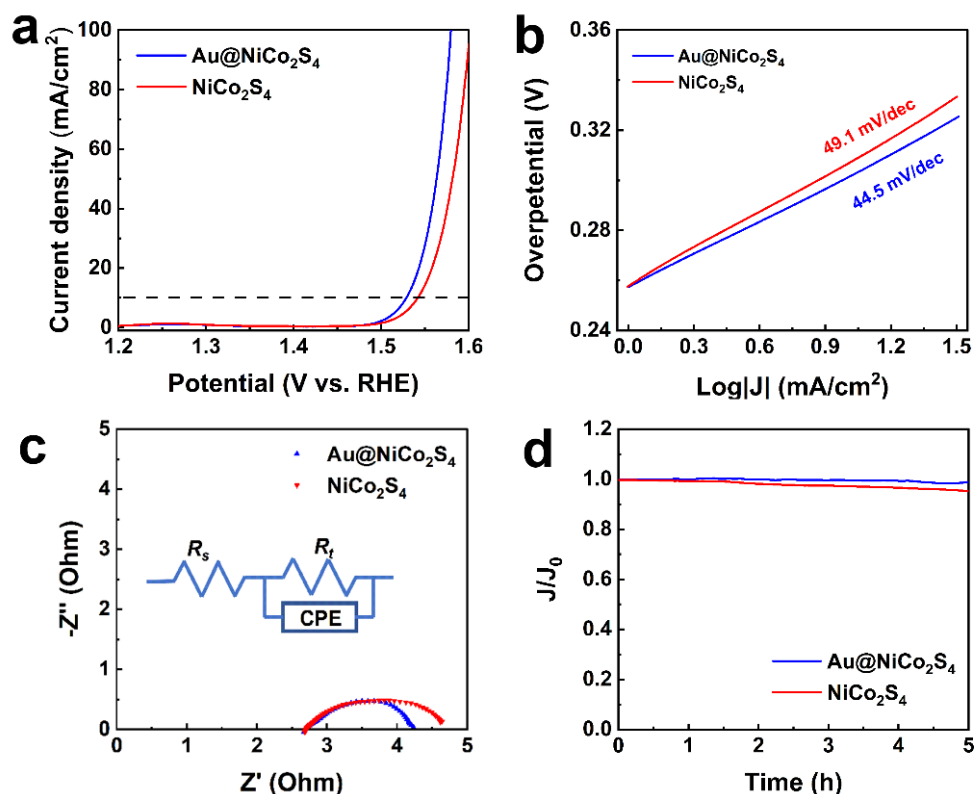 a
Current density (mA/cm²)
100
80
60
40
20
0
Au@NiCo₂S₄
NiCo₂S₄
1.2
1.3
1.4
1.5
1.6
Potential (V vs. RHE)
b
Overpetential (V)
0.36
0.32
0.28
0.24
Au@NiCo₂S₄
NiCo₂S₄
49.1 mV/dec
44.5 mV/dec
0.0
0.3
0.6
0.9
1.2
1.5
Log|J| (mA/cm²)
c
-Z'' (Ohm)
5
4
3
2
1
0
Au@NiCo₂S₄
NiCo₂S₄
Rₛ
Rₜ
CPE
0
1
2
3
4
5
Z' (Ohm)
d
J/J₀
1.2
1.0
0.8
0.6
0.4
0.2
0.0
Au@NiCo₂S₄
NiCo₂S₄
0
1
2
3
4
5
Time (h)